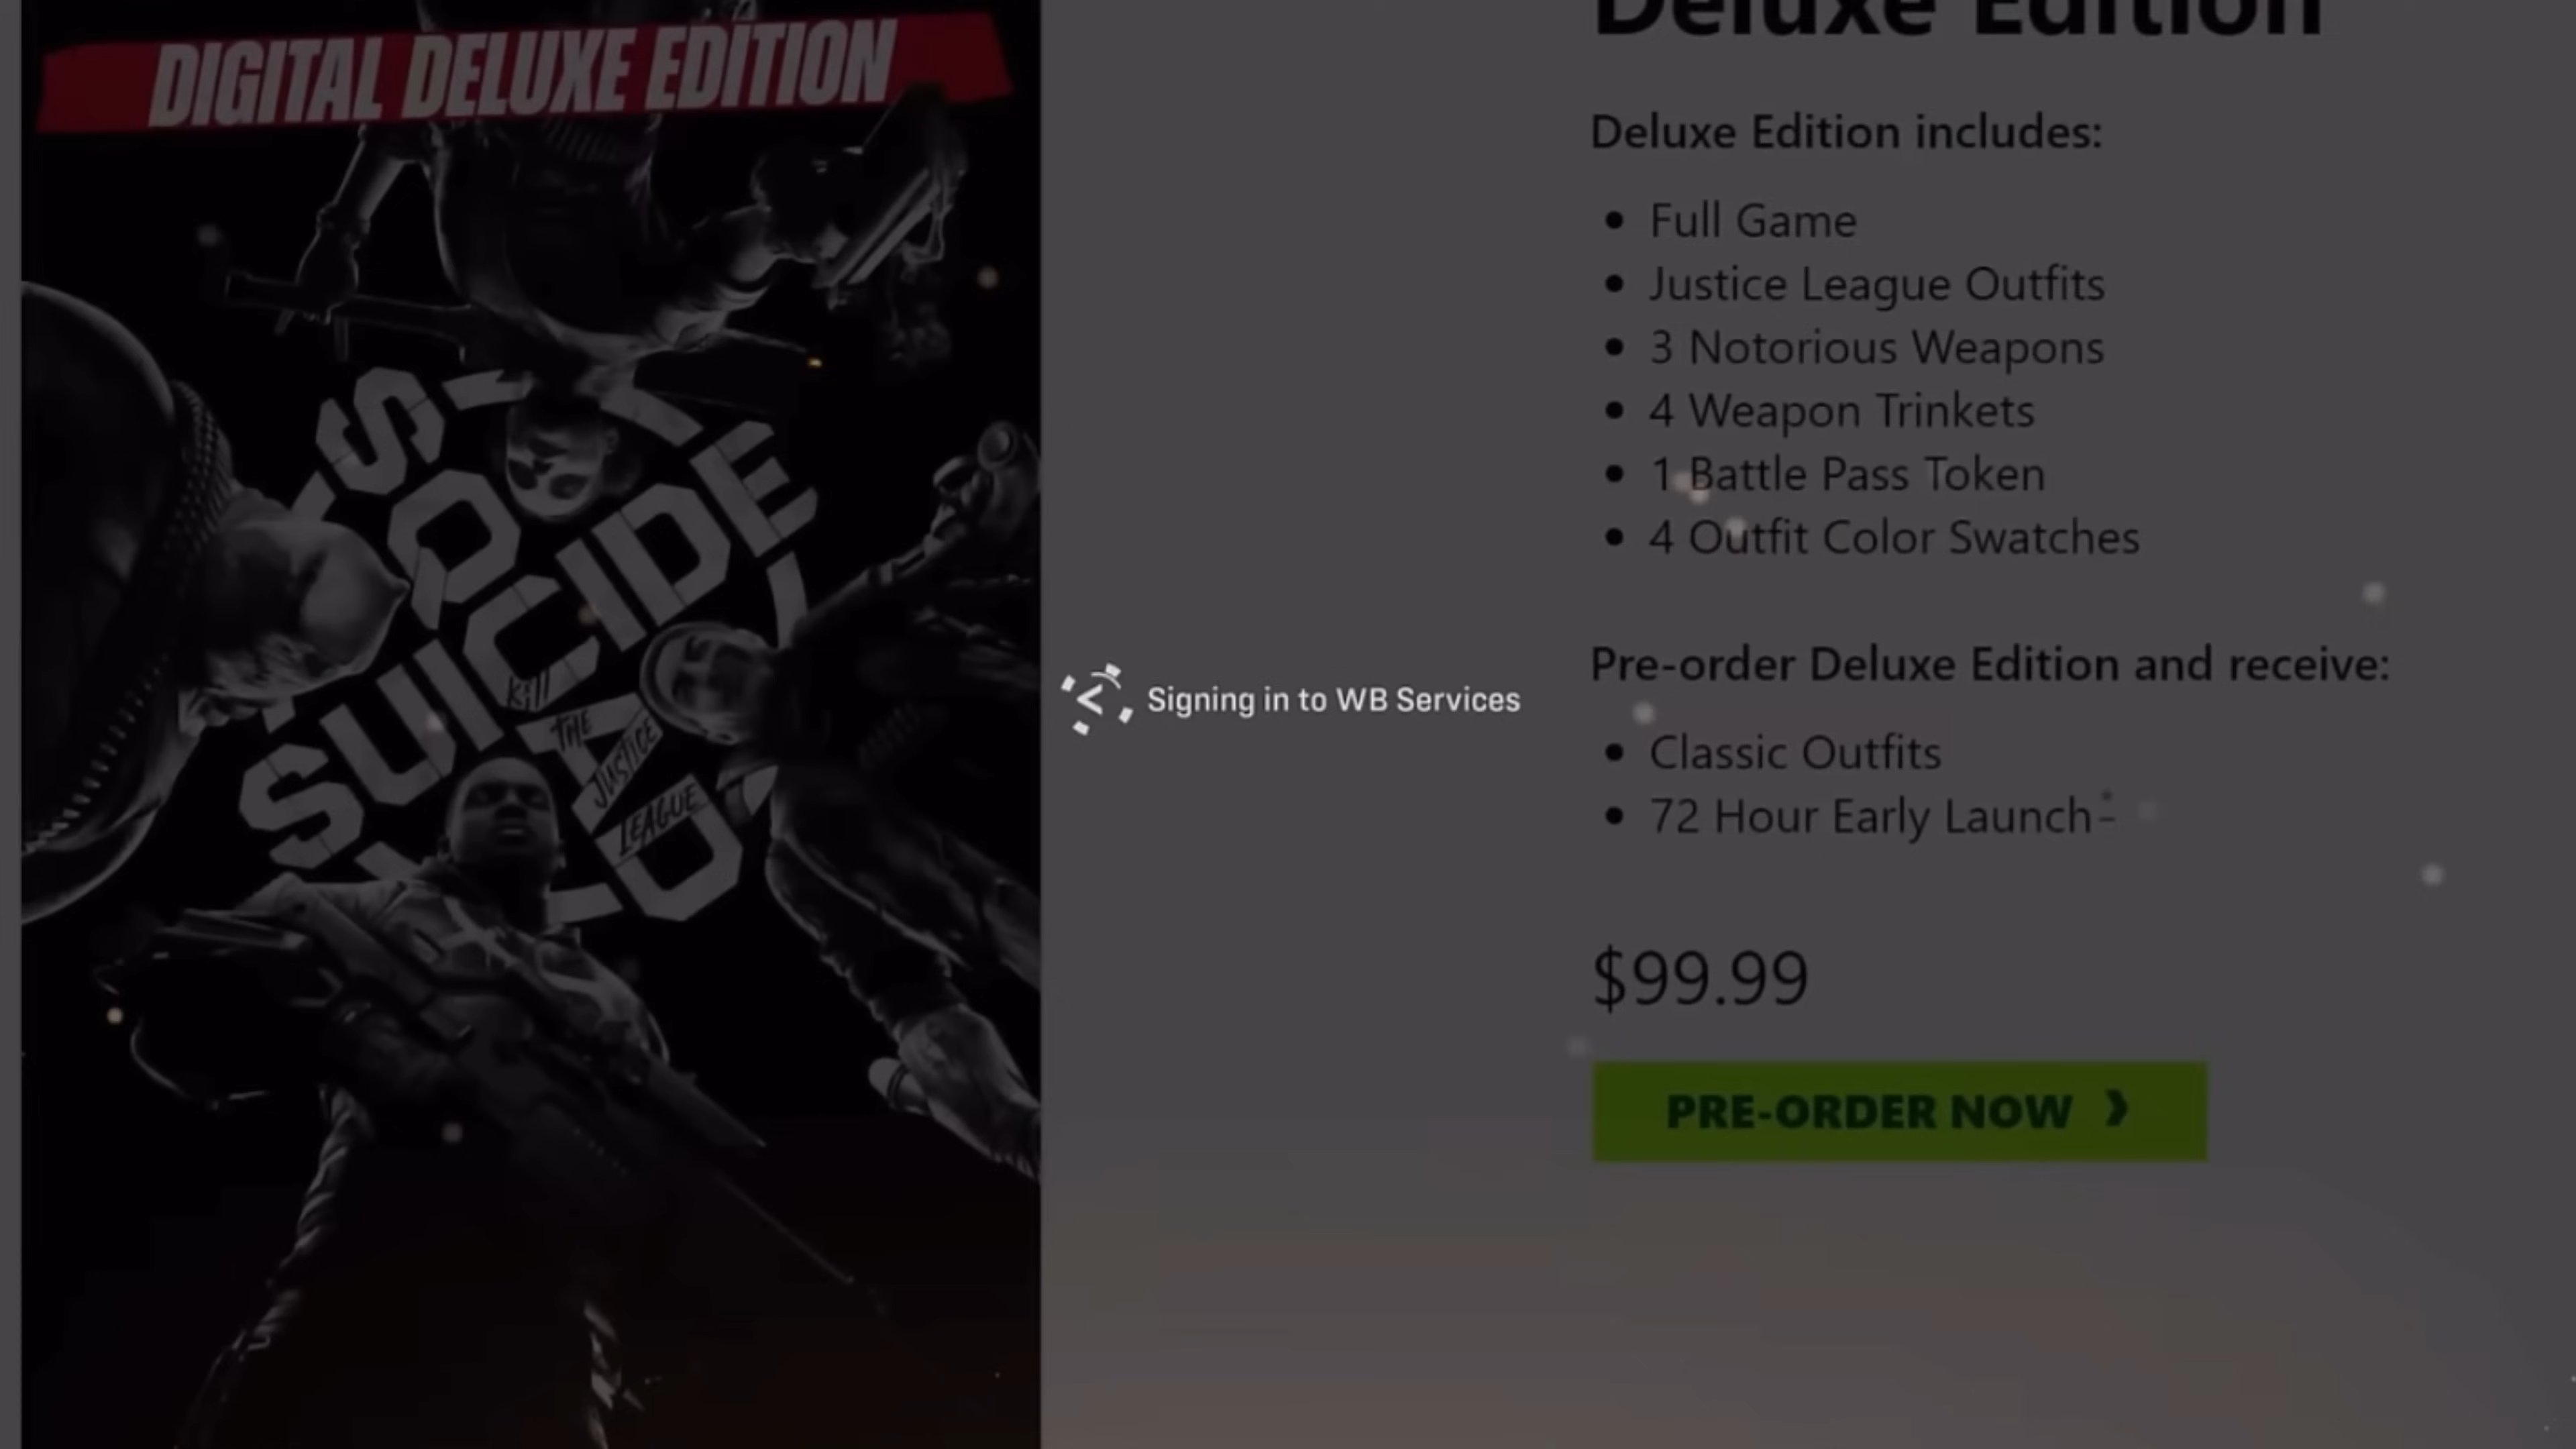 Deluxe Edition
DIGITAL DELUXE EDITION
Deluxe Edition includes:
• Full Game
• Justice League Outfits
• 3 Notorious Weapons
• 4 Weapon Trinkets
• 1 Battle Pass Token
• 4 Outfit Color Swatches
SUICIDE
SQUAD
Kill
THE
JUSTICE
LEAGUE
Signing in to WB Services
Pre-order Deluxe Edition and receive:
• Classic Outfits
• 72 Hour Early Launch
$99.99
PRE-ORDER NOW ❯